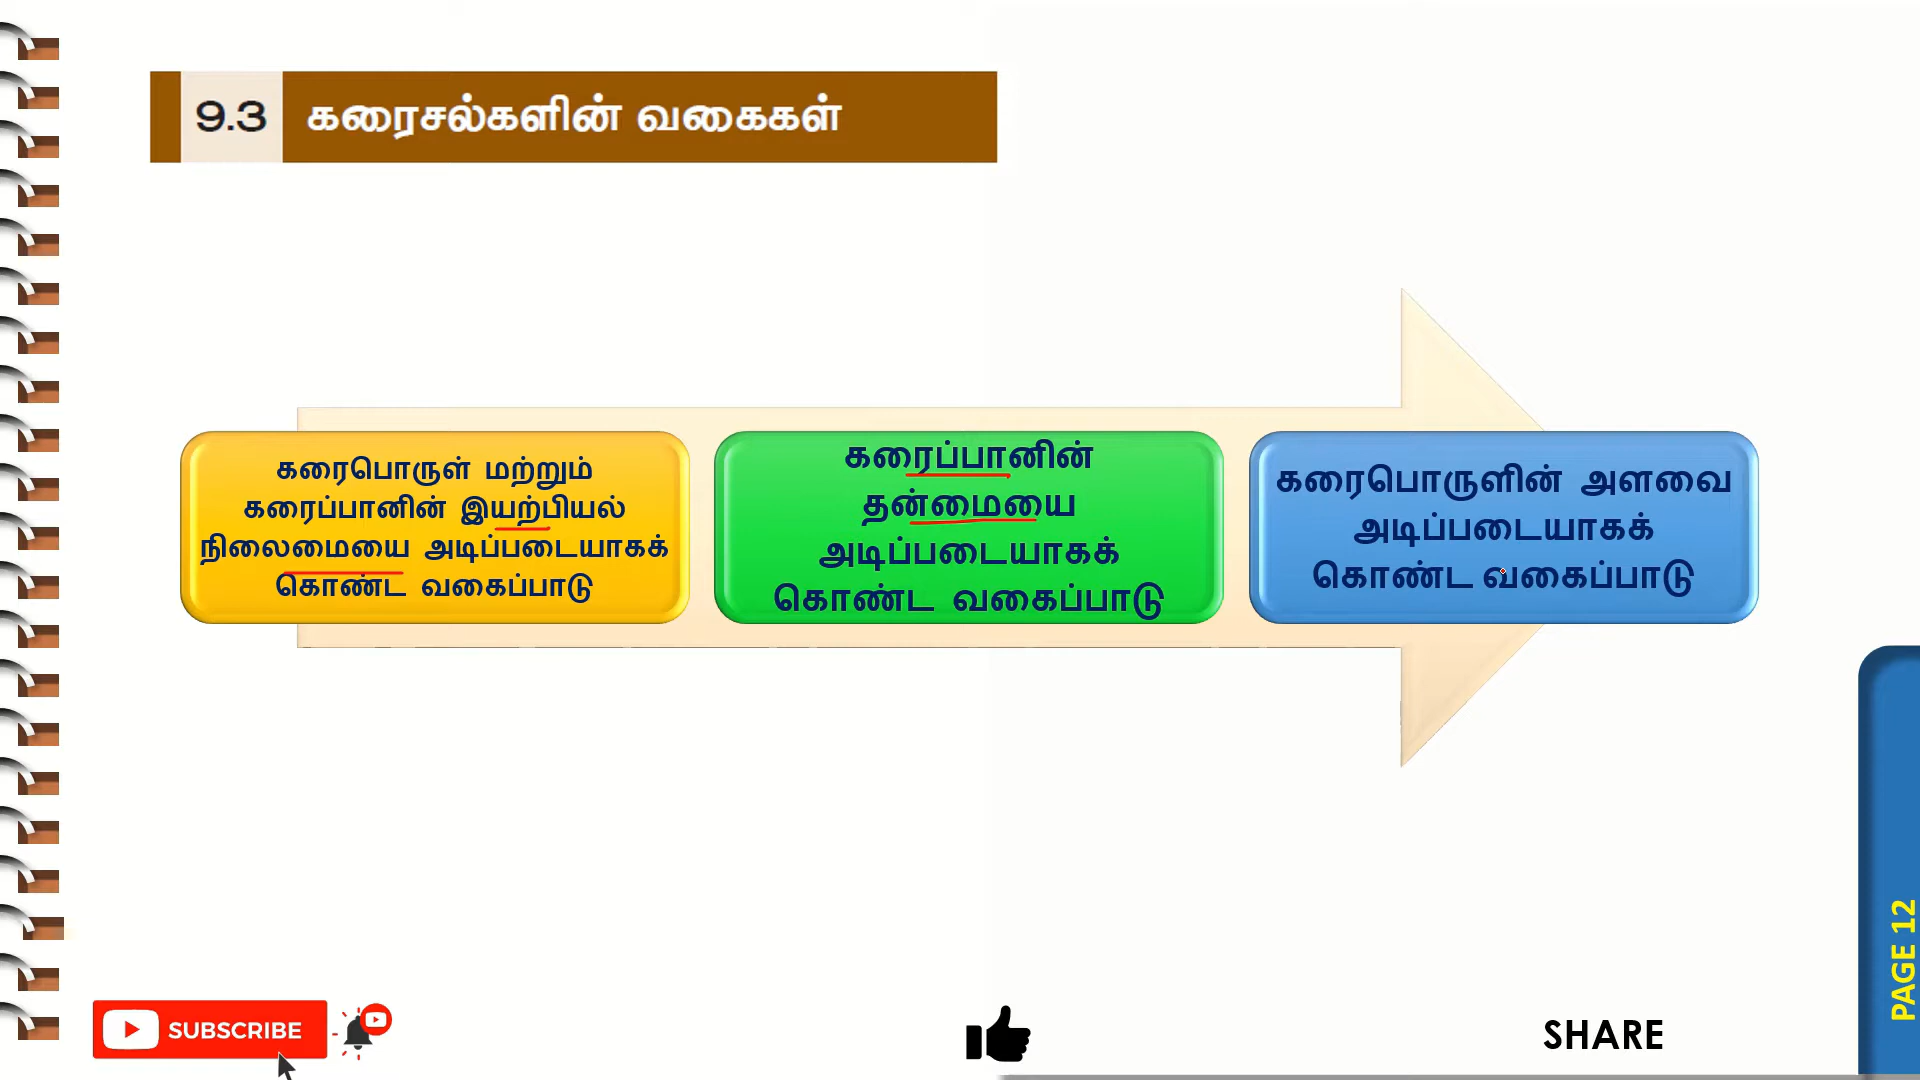 9.3 கரைசல்களின் வகைகள்
கரைபொருள் மற்றும்
கரைப்பானின் இயற்பியல்
நிலைமையை அடிப்படையாகக்
கொண்ட வகைப்பாடு
கரைப்பானின்
தன்மையை
அடிப்படையாகக்
கொண்ட வகைப்பாடு
கரைபொருளின் அளவை
அடிப்படையாகக்
கொண்ட வகைப்பாடு
PAGE 12
SUBSCRIBE
SHARE